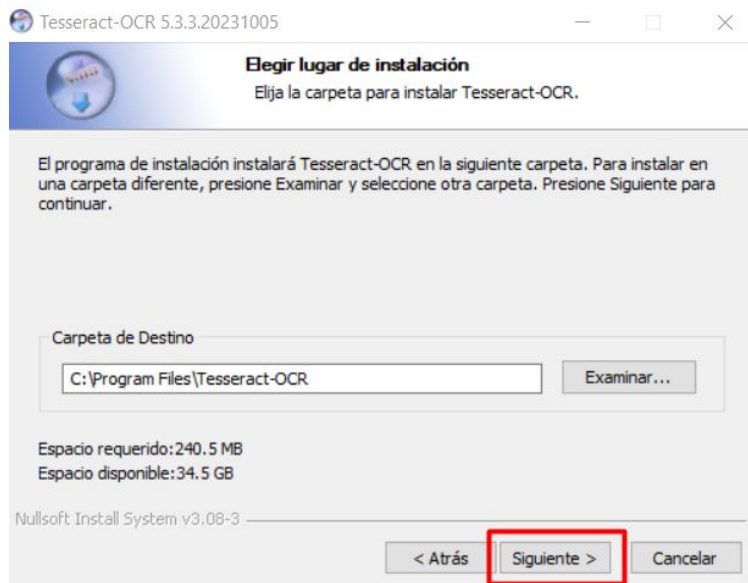 Tesseract-OCR 5.3.3.20231005
Elegir lugar de instalación
Elija la carpeta para instalar Tesseract-OCR.
El programa de instalación instalará Tesseract-OCR en la siguiente carpeta. Para instalar en
una carpeta diferente, presione Examinar y seleccione otra carpeta. Presione Siguiente para
continuar.
Carpeta de Destino
C:\Program Files\Tesseract-OCR
Examinar...
Espacio requerido:240.5 MB
Espacio disponible:34.5 GB
Nullsoft Install System v3.08-3
< Atrás Siguiente > Cancelar